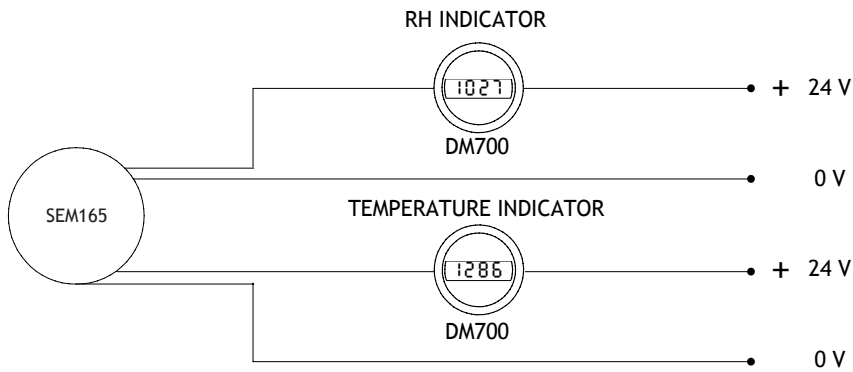 RH INDICATOR
1027
+ 24 V
DM700
0 V
SEM165
TEMPERATURE INDICATOR
1286
+ 24 V
DM700
0 V